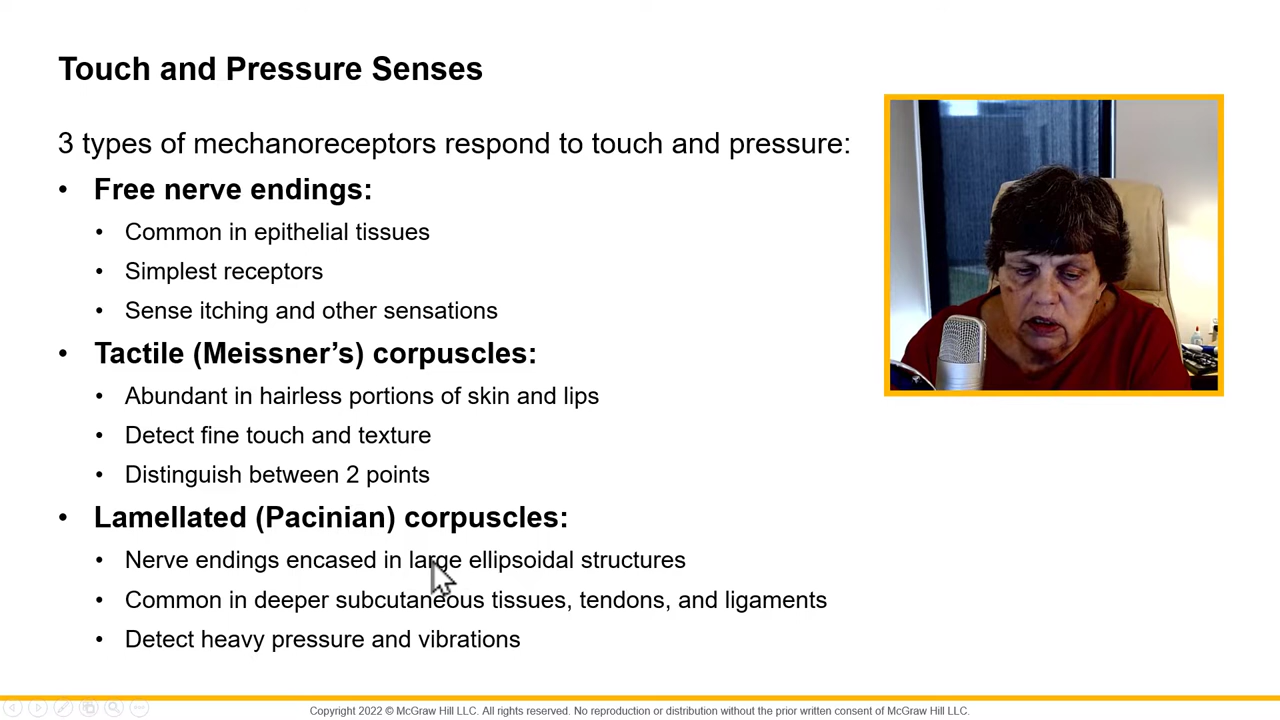 Touch and Pressure Senses
3 types of mechanoreceptors respond to touch and pressure:
• Free nerve endings:
• Common in epithelial tissues
• Simplest receptors
• Sense itching and other sensations
• Tactile (Meissner’s) corpuscles:
• Abundant in hairless portions of skin and lips
• Detect fine touch and texture
• Distinguish between 2 points
• Lamellated (Pacinian) corpuscles:
• Nerve endings encased in large ellipsoidal structures
• Common in deeper subcutaneous tissues, tendons, and ligaments
• Detect heavy pressure and vibrations
Copyright 2022 © McGraw Hill LLC. All rights reserved. No reproduction or distribution without the prior written consent of McGraw Hill LLC.